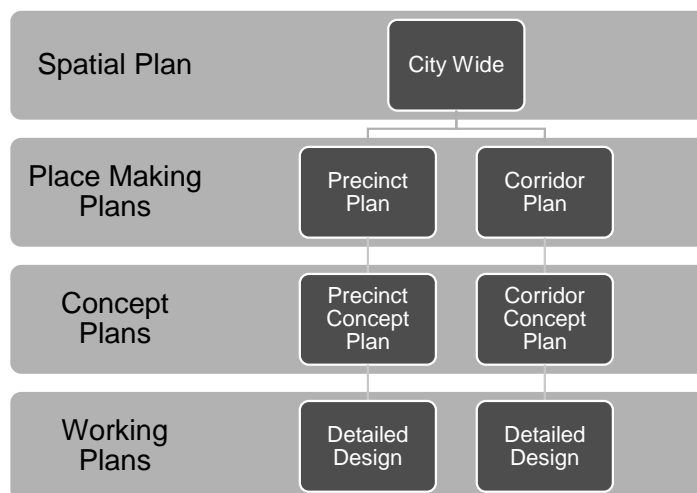 Spatial Plan
City Wide
Place Making
Plans
Precinct
Plan
Corridor
Plan
Concept
Plans
Precinct
Concept
Plan
Corridor
Concept
Plan
Working
Plans
Detailed
Design
Detailed
Design